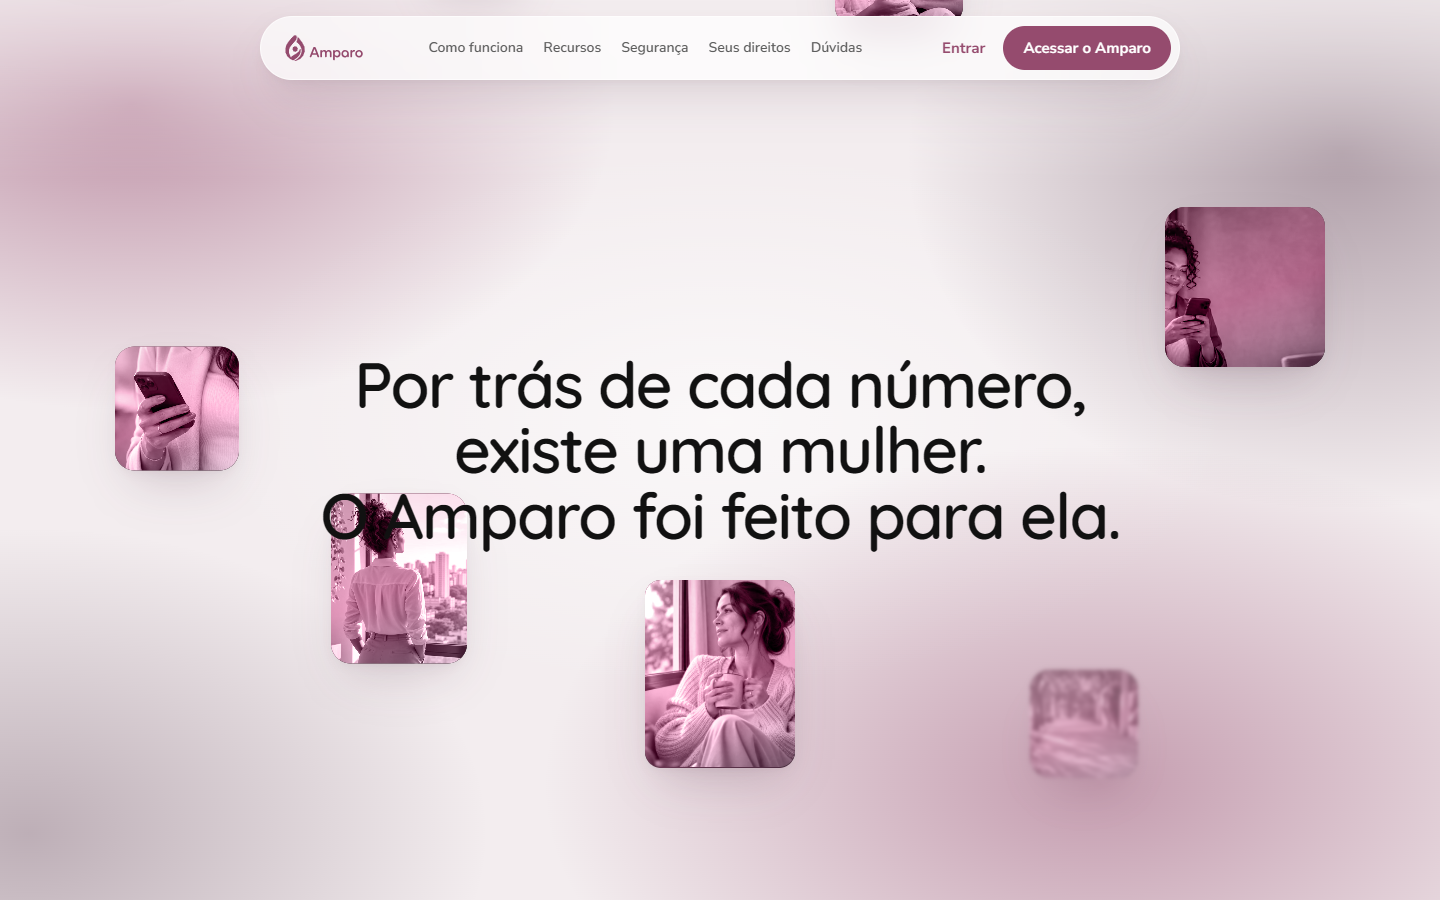 Amparo
Como funciona
Recursos
Segurança
Seus direitos
Dúvidas
Entrar
Acessar o Amparo
Por trás de cada número,
existe uma mulher.
O Amparo foi feito para ela.